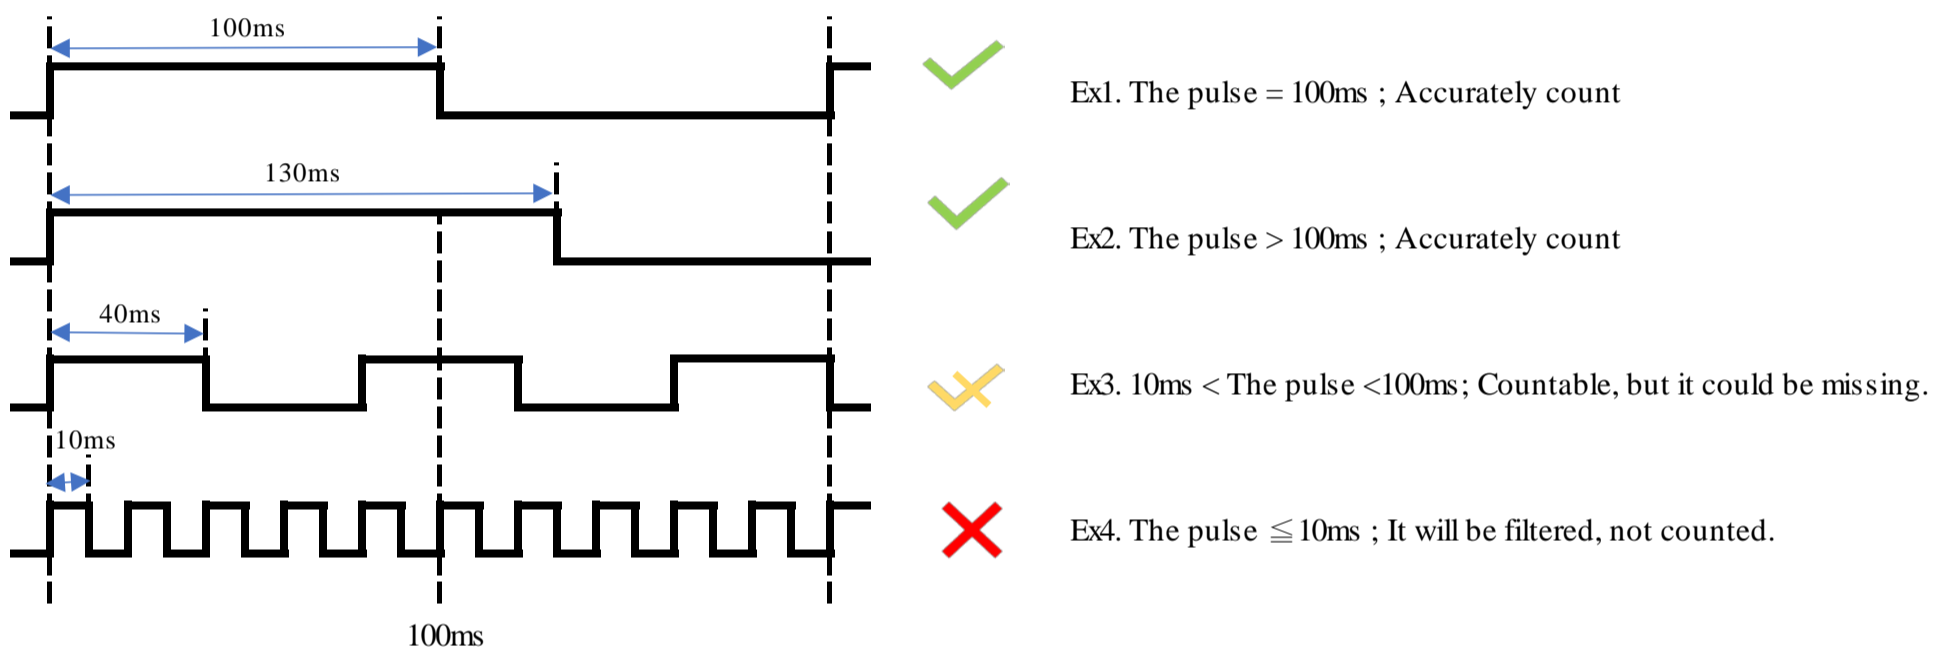 100ms
Ex1. The pulse = 100ms ; Accurately count
130ms
Ex2. The pulse > 100ms ; Accurately count
40ms
Ex3. 10ms < The pulse <100ms; Countable, but it could be missing.
10ms
Ex4. The pulse ≦ 10ms ; It will be filtered, not counted.
100ms